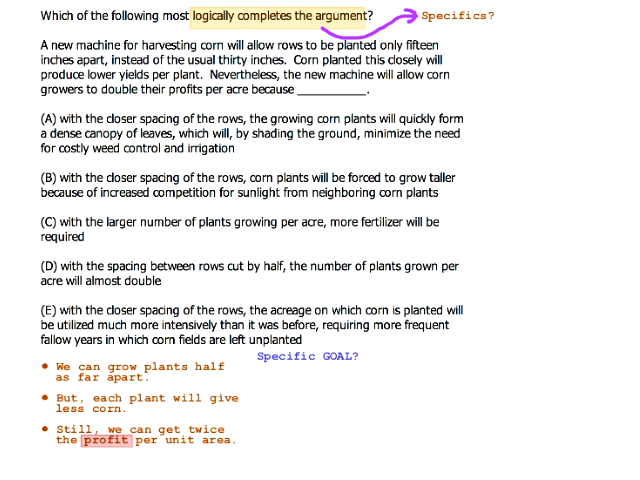 Which of the following most logically completes the argument?
Specifics?
A new machine for harvesting corn will allow rows to be planted only fifteen
inches apart, instead of the usual thirty inches. Corn planted this closely will
produce lower yields per plant. Nevertheless, the new machine will allow corn
growers to double their profits per acre because ___________.
(A) with the closer spacing of the rows, the growing corn plants will quickly form
a dense canopy of leaves, which will, by shading the ground, minimize the need
for costly weed control and irrigation
(B) with the closer spacing of the rows, corn plants will be forced to grow taller
because of increased competition for sunlight from neighboring corn plants
(C) with the larger number of plants growing per acre, more fertilizer will be
required
(D) with the spacing between rows cut by half, the number of plants grown per
acre will almost double
(E) with the closer spacing of the rows, the acreage on which corn is planted will
be utilized much more intensively than it was before, requiring more frequent
fallow years in which corn fields are left unplanted
Specific GOAL?
• We can grow plants half
as far apart.
• But, each plant will give
less corn.
• Still, we can get twice
the profit per unit area.